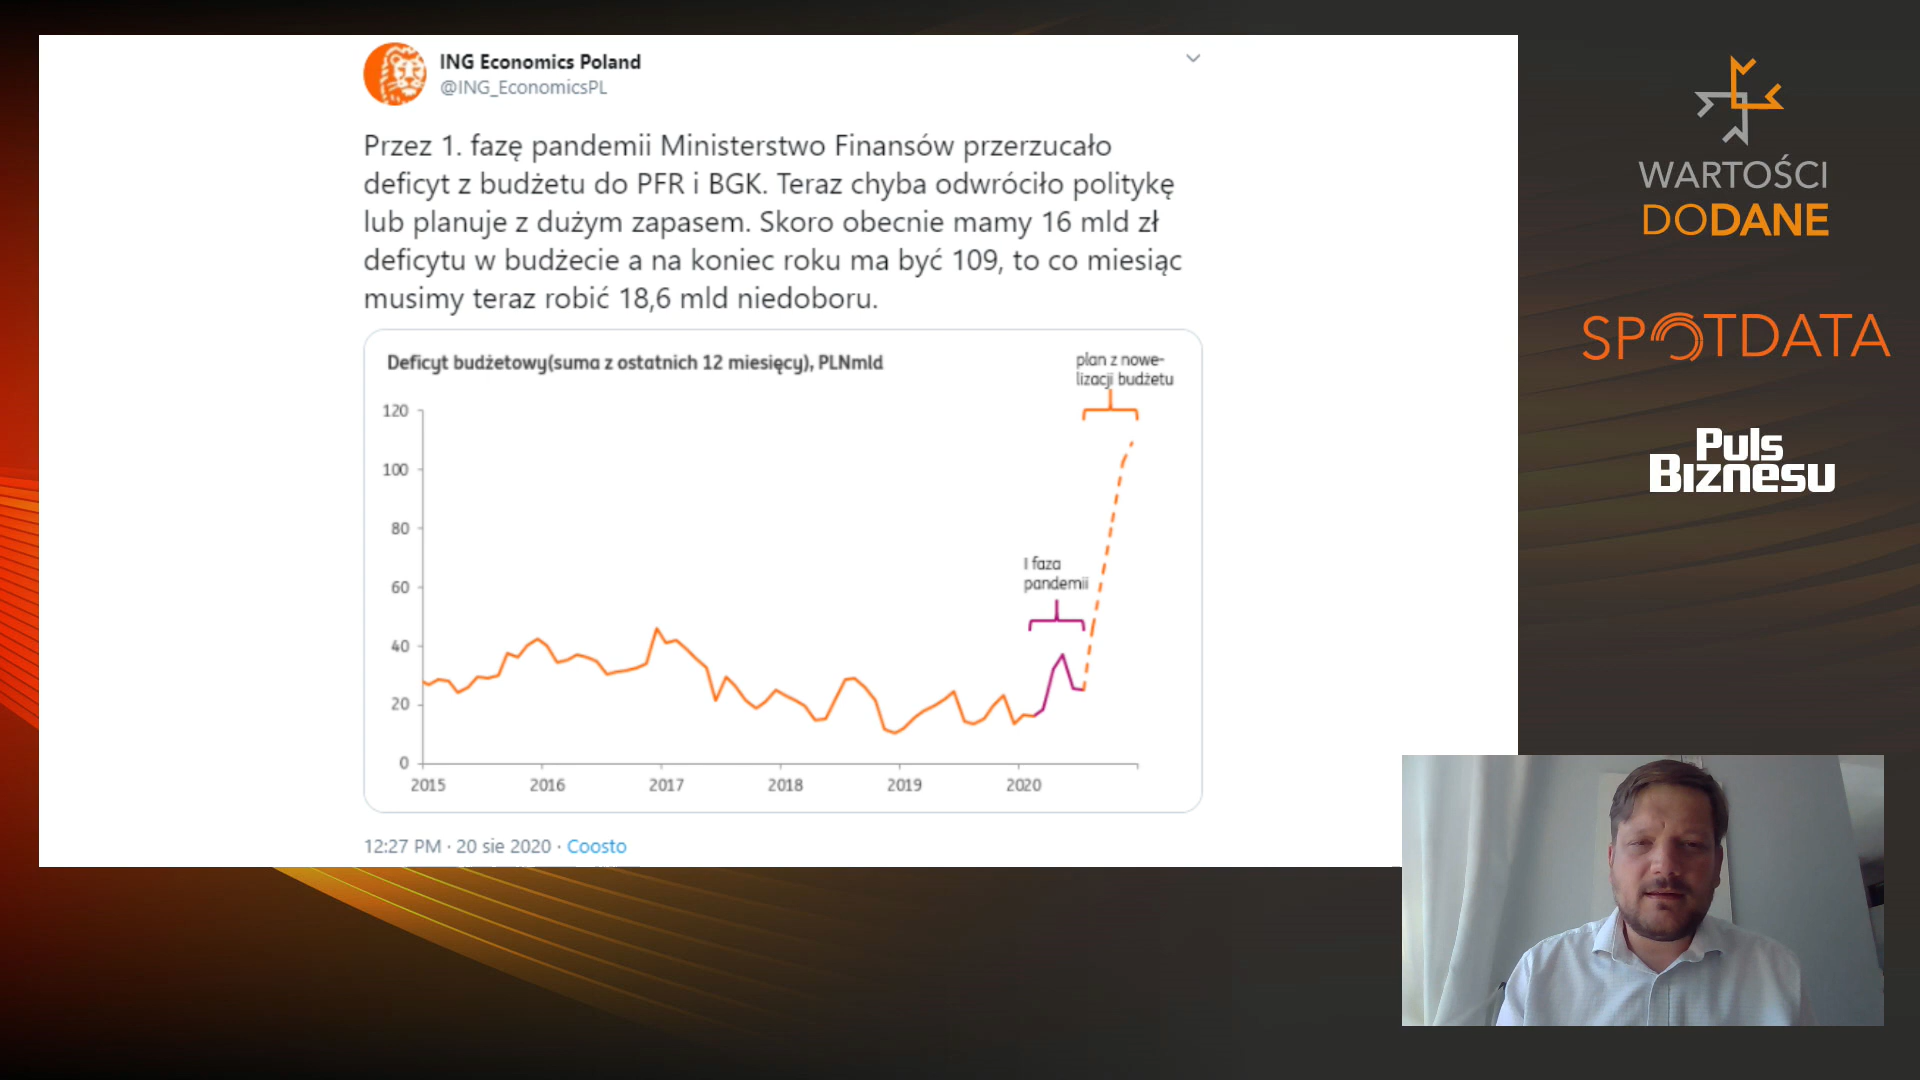 ING Economics Poland
@ING_EconomicsPL
Przez 1. fazę pandemii Ministerstwo Finansów przerzucało
deficyt z budżetu do PFR i BGK. Teraz chyba odwróciło politykę
lub planuje z dużym zapasem. Skoro obecnie mamy 16 mld zł
deficytu w budżecie a na koniec roku ma być 109, to co miesiąc
musimy teraz robić 18,6 mld niedoboru.
Deficyt budżetowy(suma z ostatnich 12 miesięcy), PLNmld
plan z nowe-
lizacji budżetu
120
100
80
60
40
20
0
I faza
pandemii
2015 2016 2017 2018 2019 2020
12:27 PM · 20 sie 2020 · Coosto
WARTOŚCI
DODANE
SPOTDATA
Puls
Biznesu